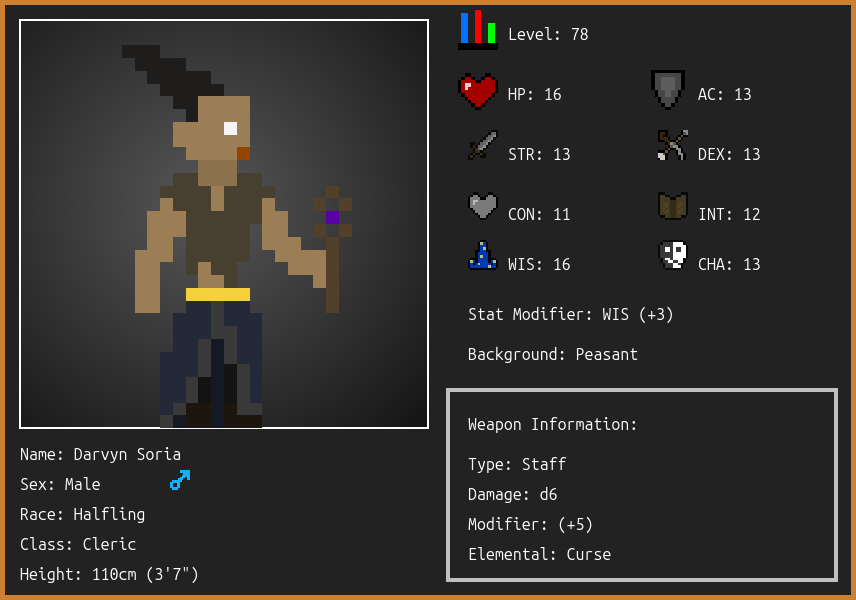 Level: 78
HP: 16
AC: 13
STR: 13
DEX: 13
CON: 11
INT: 12
WIS: 16
CHA: 13
Stat Modifier: WIS (+3)
Background: Peasant
Weapon Information:
Type: Staff
Damage: d6
Modifier: (+5)
Elemental: Curse
Name: Darvyn Soria
Sex: Male
Race: Halfling
Class: Cleric
Height: 110cm (3'7")